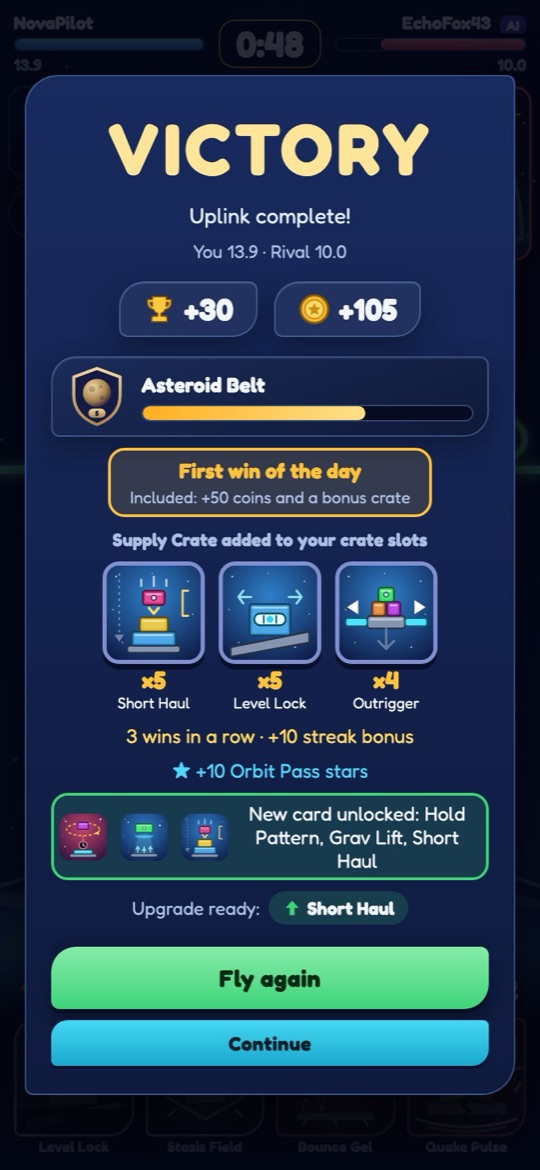 NovaPilot
0:48
EchoFox43 AI
13.9
10.0
VICTORY
Uplink complete!
You 13.9 · Rival 10.0
+30
+105
Asteroid Belt
First win of the day
Included: +50 coins and a bonus crate
Supply Crate added to your crate slots
x5
x5
x4
Short Haul
Level Lock
Outrigger
3 wins in a row · +10 streak bonus
+10 Orbit Pass stars
New card unlocked: Hold
Pattern, Grav Lift, Short
Haul
Upgrade ready:
Short Haul
Fly again
Continue
Level Lock
Stasis Field
Bounce Gel
Quake Pulse